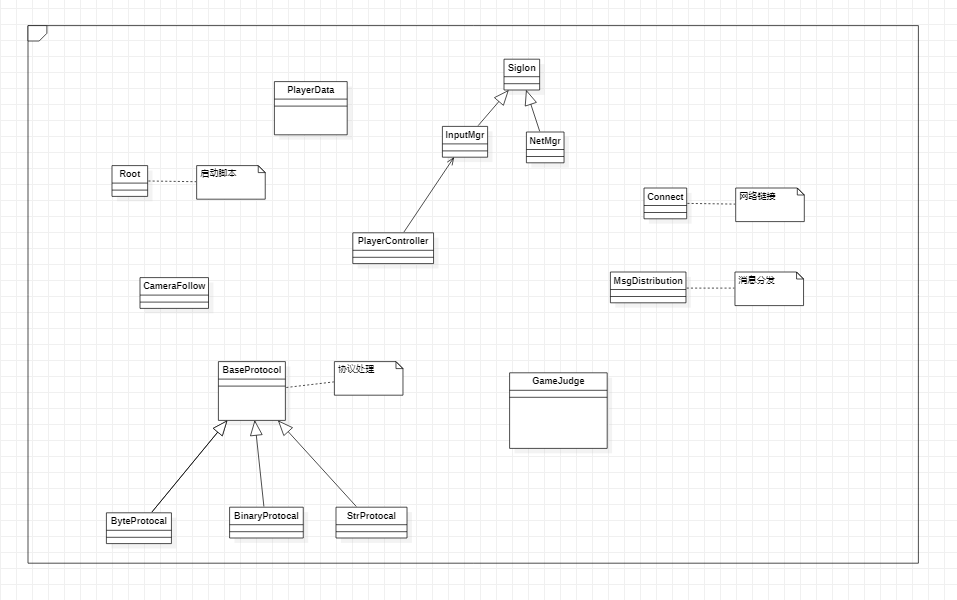 Siglon
PlayerData
InputMgr
NetMgr
Root
启动脚本
Connect
网络链接
PlayerController
CameraFollow
MsgDistribution
消息分发
BaseProtocol
协议处理
GameJudge
ByteProtocal
BinaryProtocal
StrProtocal